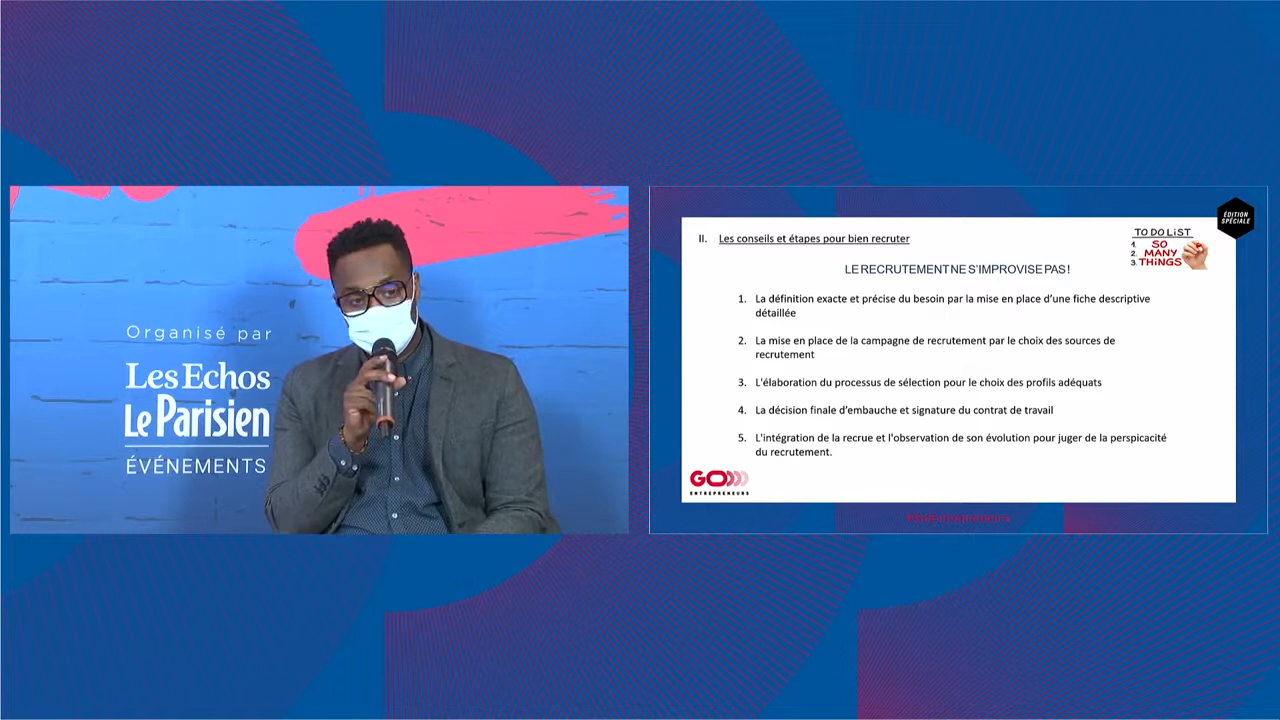 Organisé par
Les Echos
Le Parisien
ÉVÉNEMENTS
ÉDITION
SPÉCIALE
II. Les conseils et étapes pour bien recruter
TO DO LiST
1. SO
2. MANY
3. THiNGS
LE RECRUTEMENT NE S'IMPROVISE PAS !
1. La définition exacte et précise du besoin par la mise en place d'une fiche descriptive
détaillée
2. La mise en place de la campagne de recrutement par le choix des sources de
recrutement
3. L'élaboration du processus de sélection pour le choix des profils adéquats
4. La décision finale d'embauche et signature du contrat de travail
5. L'intégration de la recrue et l'observation de son évolution pour juger de la perspicacité
du recrutement.
GO
ENTREPRENEURS
#GoEntrepreneurs